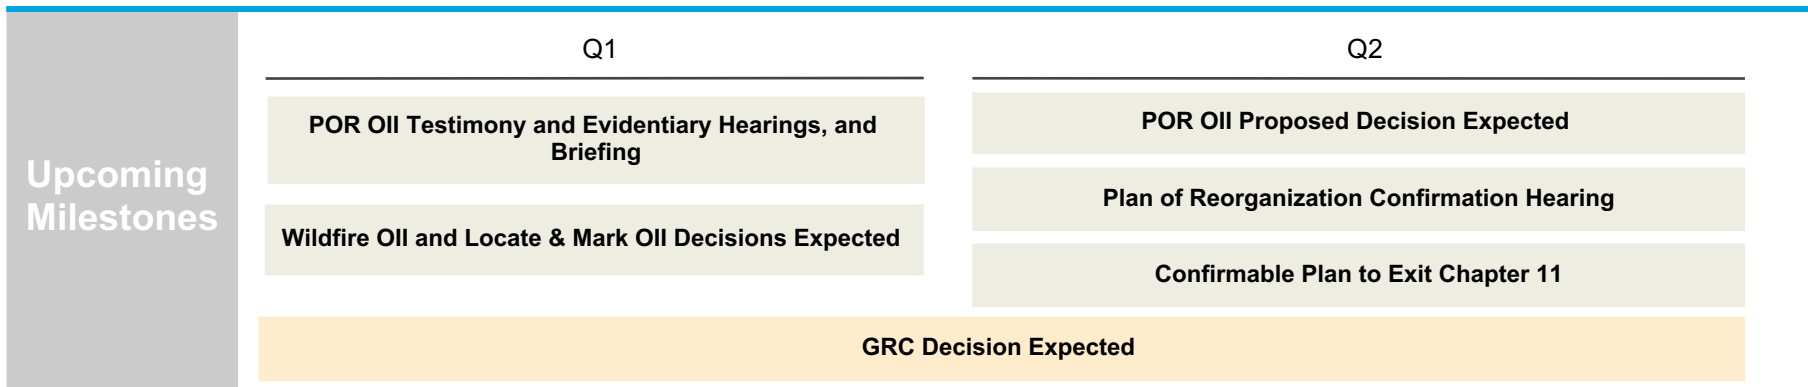 Upcoming
Milestones
Q1
POR OII Testimony and Evidentiary Hearings, and
Briefing
Wildfire OII and Locate & Mark OII Decisions Expected
Q2
POR OII Proposed Decision Expected
Plan of Reorganization Confirmation Hearing
Confirmable Plan to Exit Chapter 11
GRC Decision Expected